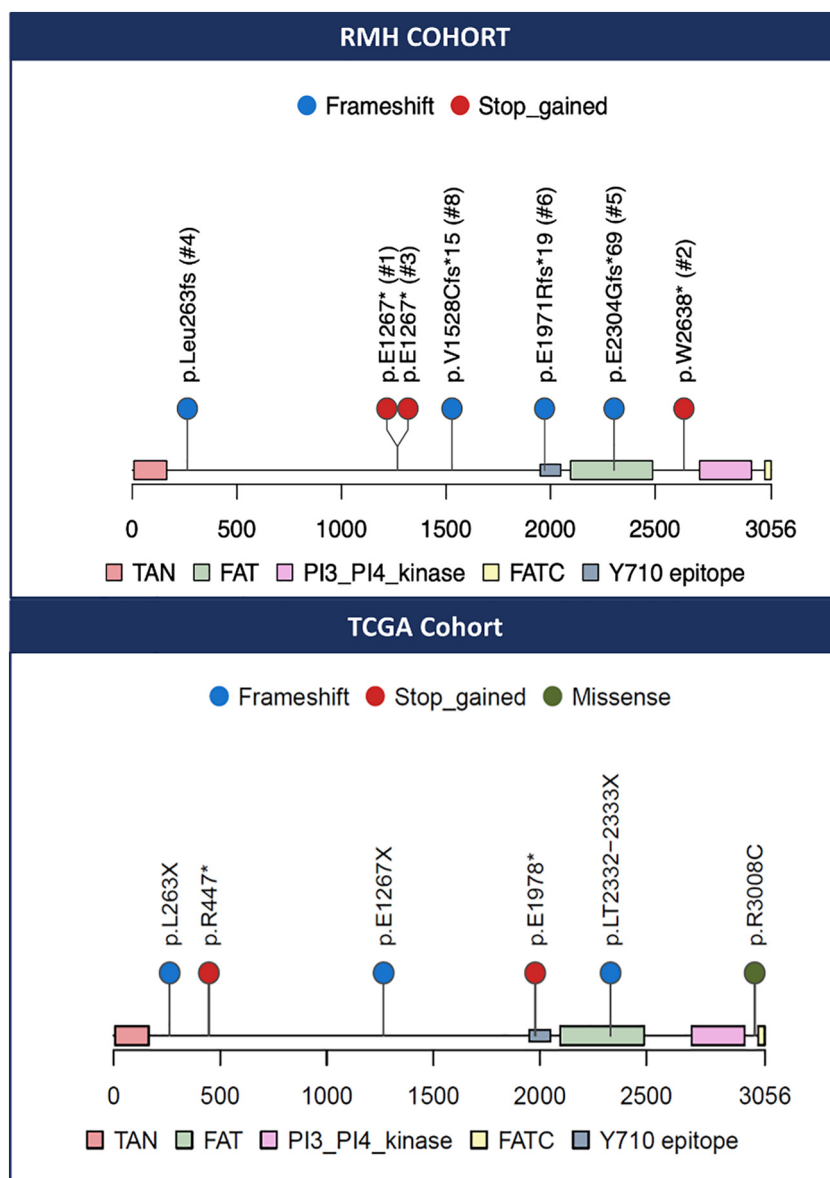 RMH COHORT
Frameshift Stop_gained
p.Leu263fs (#4)
p.E1267* (#1)
p.E1267* (#3)
p.V1528Cfs*15 (#8)
p.E1971Rfs*19 (#6)
p.E2304Gfs*69 (#5)
p.W2638* (#2)
0 500 1000 1500 2000 2500 3056
TAN FAT PI3_PI4_kinase FATC Y710 epitope
TCGA Cohort
Frameshift Stop_gained Missense
p.L263X
p.R447*
p.E1267X
p.E1978*
p.LT2332-2333X
p.R3008C
0 500 1000 1500 2000 2500 3056
TAN FAT PI3_PI4_kinase FATC Y710 epitope